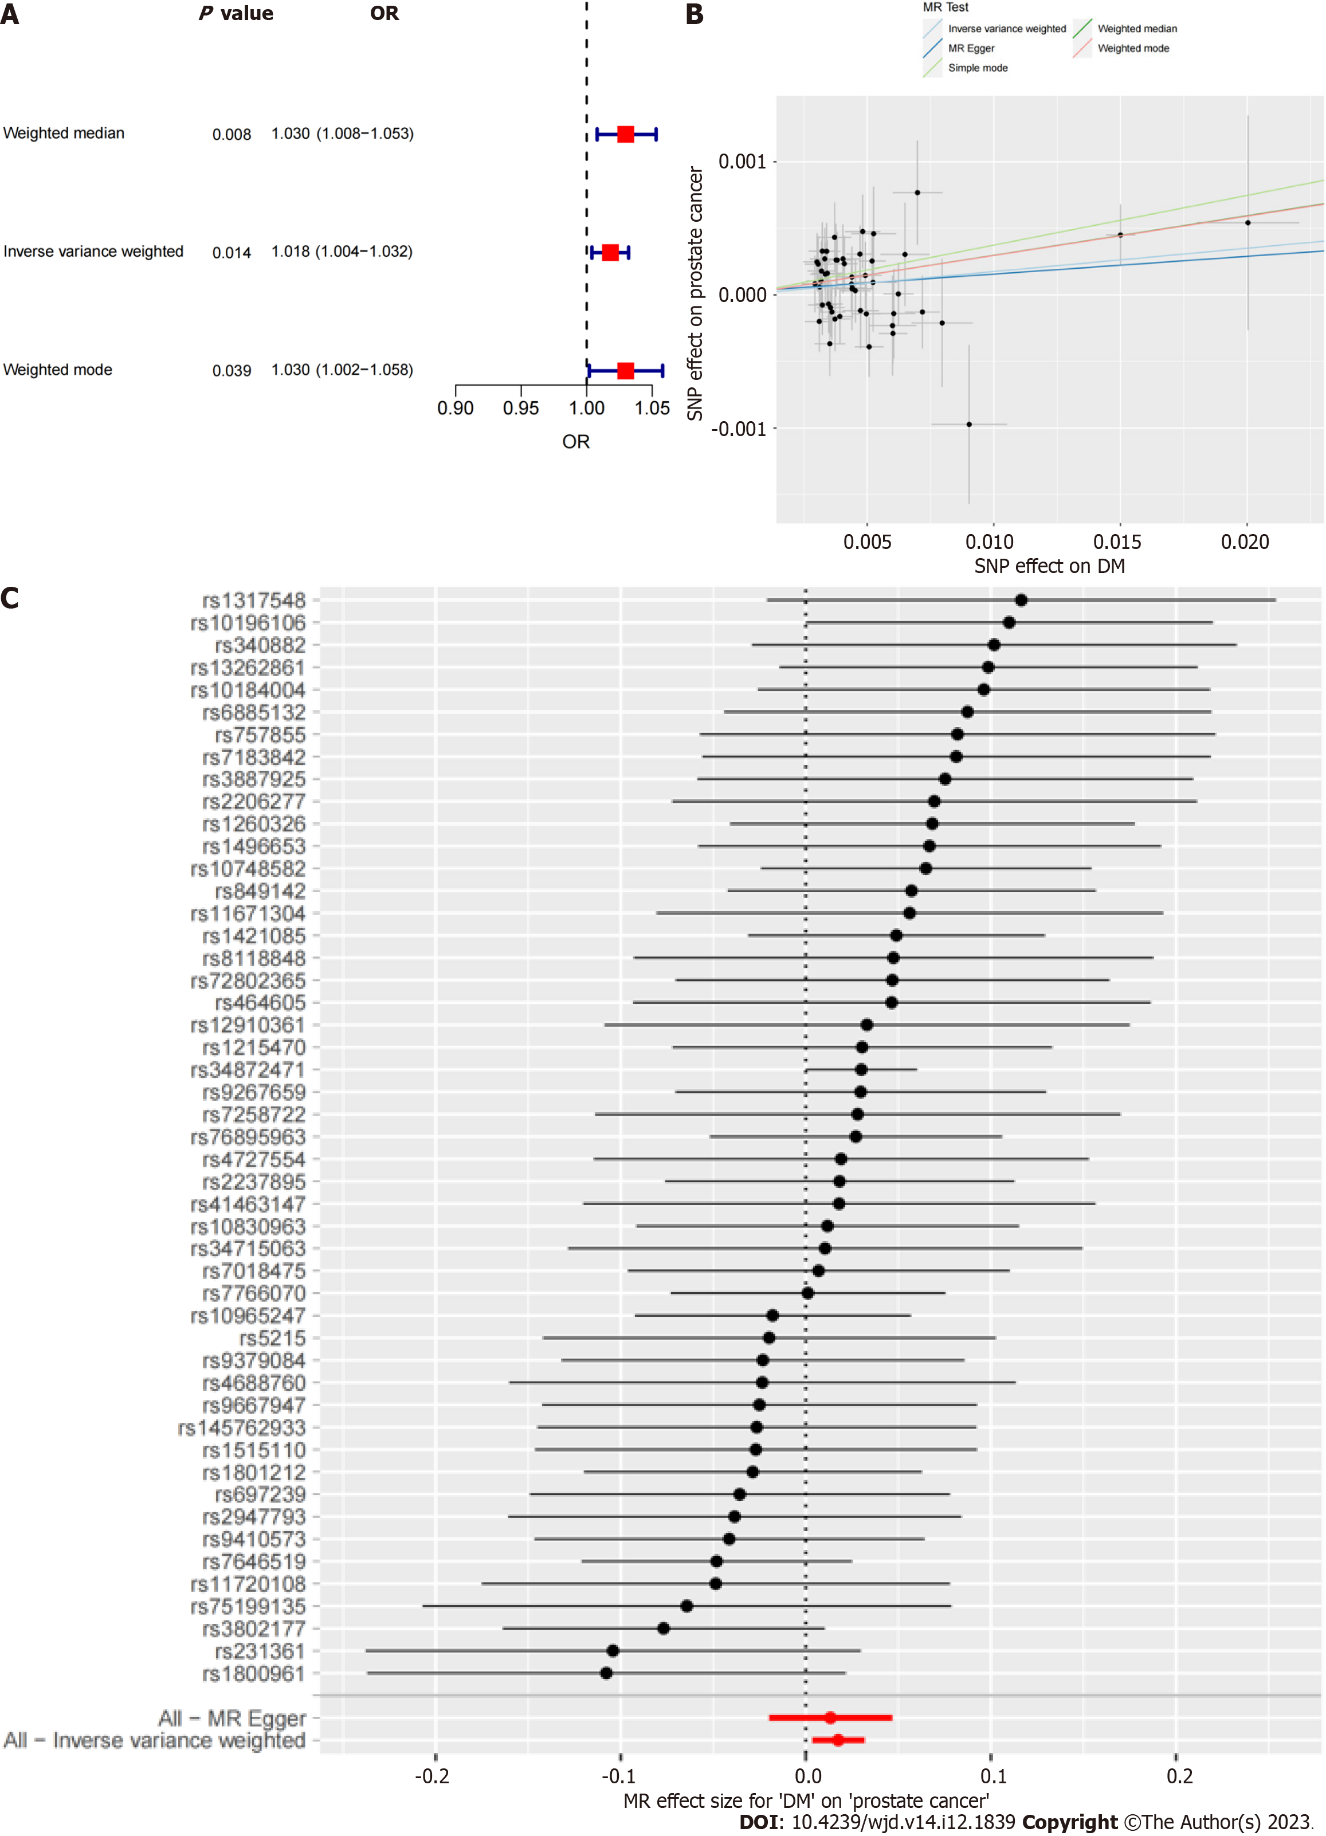 A
P value OR
Weighted median 0.008 1.030 (1.008−1.053)
Inverse variance weighted 0.014 1.018 (1.004−1.032)
Weighted mode 0.039 1.030 (1.002−1.058)
0.90 0.95 1.00 1.05
OR
B
MR Test
Inverse variance weighted Weighted median
MR Egger Weighted mode
Simple mode
SNP effect on prostate cancer
0.001
0.000
-0.001
0.005 0.010 0.015 0.020
SNP effect on DM
C
rs1317548
rs10196106
rs340882
rs13262861
rs10184004
rs6885132
rs757855
rs7183842
rs3887925
rs2206277
rs1260326
rs1496653
rs10748582
rs849142
rs11671304
rs1421085
rs8118848
rs72802365
rs464605
rs12910361
rs1215470
rs34872471
rs9267659
rs7258722
rs76895963
rs4727554
rs2237895
rs41463147
rs10830963
rs34715063
rs7018475
rs7766070
rs10965247
rs5215
rs9379084
rs4688760
rs9667947
rs145762933
rs1515110
rs1801212
rs697239
rs2947793
rs9410573
rs7646519
rs11720108
rs75199135
rs3802177
rs231361
rs1800961
All − MR Egger
All − Inverse variance weighted
-0.2 -0.1 0.0 0.1 0.2
MR effect size for 'DM' on 'prostate cancer'
DOI: 10.4239/wjd.v14.i12.1839 Copyright ©The Author(s) 2023.